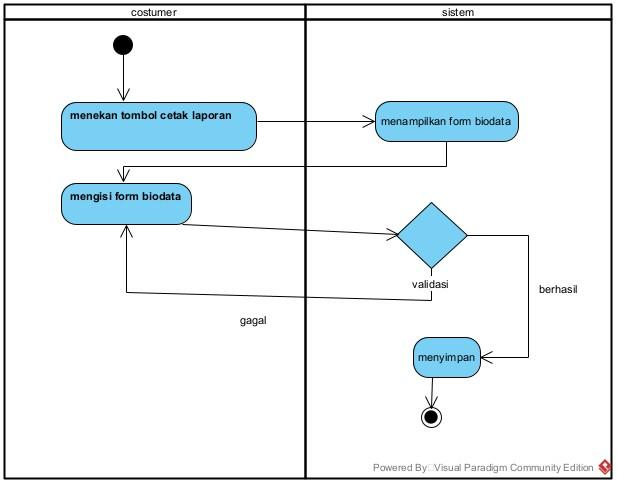 costumer
sistem
menekan tombol cetak laporan
menampilkan form biodata
mengisi form biodata
validasi
berhasil
gagal
menyimpan
Powered By Visual Paradigm Community Edition